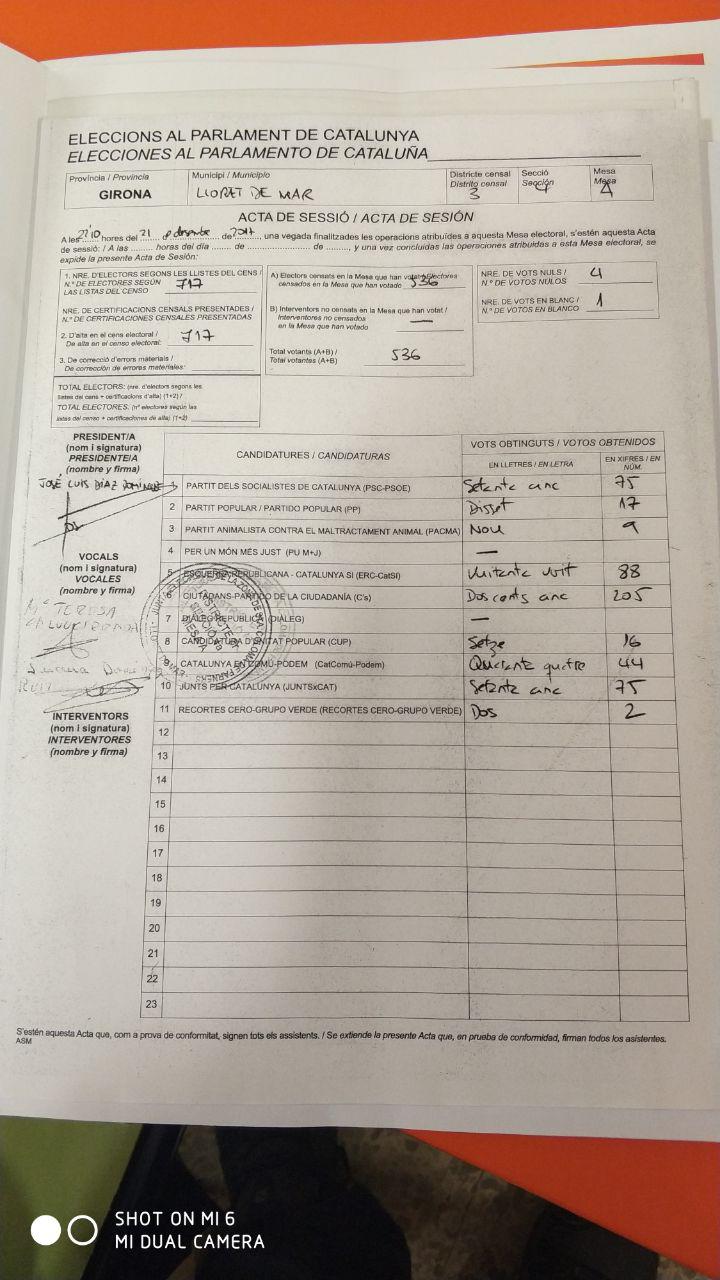 ELECCIONS AL PARLAMENT DE CATALUNYA
ELECCIONES AL PARLAMENTO DE CATALUÑA
Provincia / Provincia
GIRONA
Municipi / Municipio
LLORET DE MAR
Districte censal
Distrito censal
3
Secció
Sección
Mesa
Mesa
A
ACTA DE SESSIÓ / ACTA DE SESIÓN
A les 22'10 hores del 21 de desembre de 2017, una vegada finalitzades les operacions atribuïdes a aquesta Mesa electoral, s'estén aquesta Acta
de sessió: / A las ......... horas del día ....... de ................. de ........, y una vez concluidas las operaciones atribuidas a esta Mesa electoral, se
expide la presente Acta de Sesión:
1. NRE. D'ELECTORS SEGONS LES LLISTES DEL CENS /
N.º DE ELECTORES SEGÚN
LAS LISTAS DEL CENSO
717
NRE. DE CERTIFICACIONS CENSALS PRESENTADES /
N.º DE CERTIFICACIONES CENSALES PRESENTADAS
2. D'alta en el cens electoral /
De alta en el censo electoral:
717
3. De correcció d'errors materials /
De corrección de errores materiales:
TOTAL ELECTORS: (nre. d'electors segons les
llistes del cens + certificacions d'alta) (1+2) /
TOTAL ELECTORES: (nº electores según las
listas del censo + certificaciones de alta) (1+2)
A) Electors censats en la Mesa que han votat / Electores
censados en la Mesa que han votado
536
B) Interventors no censats en la Mesa que han votat /
Interventores no censados
en la Mesa que han votado
—
Total votants (A+B) /
Total votantes (A+B)
536
NRE. DE VOTS NULS /
N.º DE VOTOS NULOS
4
NRE. DE VOTS EN BLANC /
N.º DE VOTOS EN BLANCO
1
PRESIDENT/A
(nom i signatura)
PRESIDENTE/A
(nombre y firma)
JOSÉ LUIS DÍAZ
VOCALS
(nom i signatura)
VOCALES
(nombre y firma)
Mª TERESA
INTERVENTORS
(nom i signatura)
INTERVENTORES
(nombre y firma)
CANDIDATURES / CANDIDATURAS
VOTS OBTINGUTS / VOTOS OBTENIDOS
EN LLETRES / EN LETRA
EN XIFRES / EN NÚM.
1 PARTIT DELS SOCIALISTES DE CATALUNYA (PSC-PSOE) Setanta cinc 75
2 PARTIT POPULAR / PARTIDO POPULAR (PP) Disset 17
3 PARTIT ANIMALISTA CONTRA EL MALTRACTAMENT ANIMAL (PACMA) Nou 9
4 PER UN MÓN MÉS JUST (PU M+J) —
5 ESQUERRA REPUBLICANA - CATALUNYA SÍ (ERC-CatSí) Vuitanta vuit 88
6 CIUTADANS-PARTIDO DE LA CIUDADANÍA (C's) Doscents cinc 205
7 DIÀLEG REPUBLICÀ (DIÀLEG) —
8 CANDIDATURA D'UNITAT POPULAR (CUP) Setze 16
9 CATALUNYA EN COMÚ-PODEM (CatComú-Podem) Quaranta quatre 44
10 JUNTS PER CATALUNYA (JUNTSxCAT) Setanta cinc 75
11 RECORTES CERO-GRUPO VERDE (RECORTES CERO-GRUPO VERDE) Dos 2
12
13
14
15
16
17
18
19
20
21
22
23
S'estén aquesta Acta que, com a prova de conformitat, signen tots els assistents. / Se extiende la presente Acta que, en prueba de conformidad, firman todos los asistentes.
ASM
SHOT ON MI 6
MI DUAL CAMERA